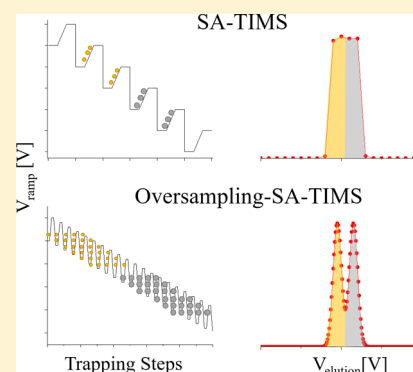 SA-TIMS
Oversampling-SA-TIMS
V_ramp [V]
Trapping Steps
V_elution[V]